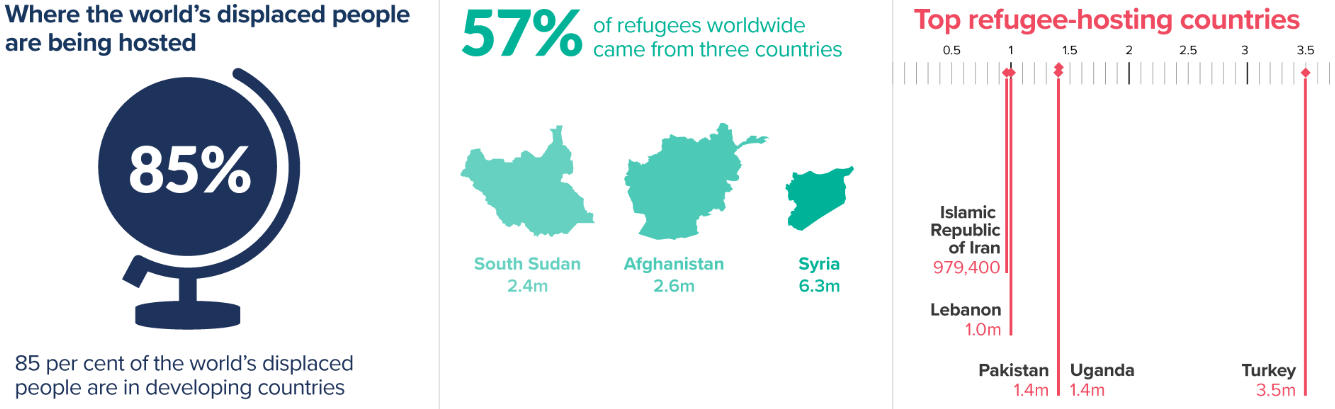 Where the world’s displaced people
are being hosted
85%
85 per cent of the world’s displaced
people are in developing countries
57%
of refugees worldwide
came from three countries
South Sudan
2.4m
Afghanistan
2.6m
Syria
6.3m
Top refugee-hosting countries
0.5 1 1.5 2 2.5 3 3.5
Islamic
Republic
of Iran
979,400
Lebanon
1.0m
Pakistan
1.4m
Uganda
1.4m
Turkey
3.5m